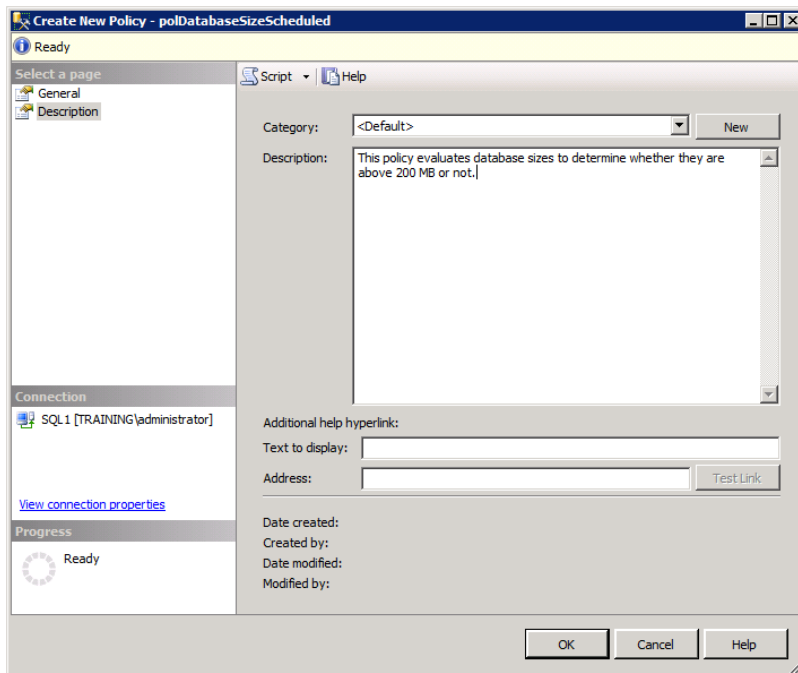 Create New Policy - polDatabaseSizeScheduled
Ready
Select a page
General
Description
Script
Help
Category:
<Default>
New
Description:
This policy evaluates database sizes to determine whether they are
above 200 MB or not.
Connection
SQL1 [TRAINING\administrator]
View connection properties
Progress
Ready
Additional help hyperlink:
Text to display:
Address:
Test Link
Date created:
Created by:
Date modified:
Modified by:
OK
Cancel
Help